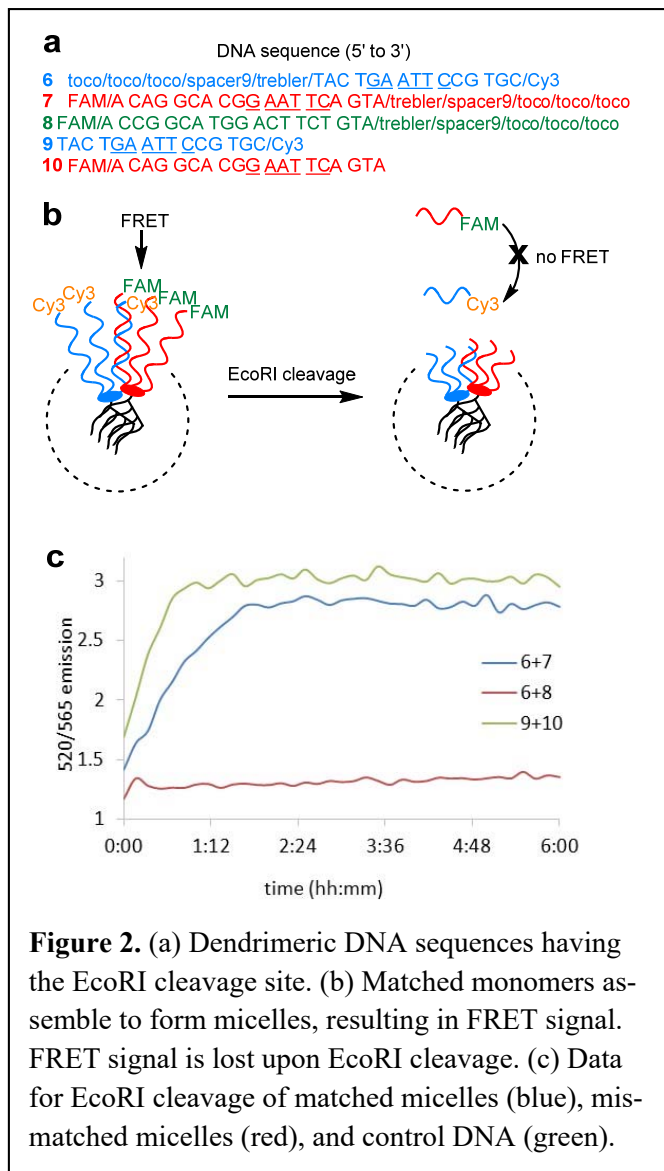 a
DNA sequence (5' to 3')
6 toco/toco/toco/spacer9/trebler/TAC TGA ATTC CCG TGC/Cy3
7 FAM/A CAG GCA CGG AAT TCA GTA/trebler/spacer9/toco/toco/toco
8 FAM/A CCG GCA TGG ACT TCT GTA/trebler/spacer9/toco/toco/toco
9 TAC TGA ATTC CCG TGC/Cy3
10 FAM/A CAG GCA CGG AAT TCA GTA
b
FRET
FAM
X no FRET
Cy3 Cy3 FAM Cy3 FAM FAM
Cy3
EcoRI cleavage
c
520/565 emission
3
2.5
2
1.5
1
6+7
6+8
9+10
0:00 1:12 2:24 3:36 4:48 6:00
time (hh:mm)
Figure 2. (a) Dendrimeric DNA sequences having
the EcoRI cleavage site. (b) Matched monomers as-
semble to form micelles, resulting in FRET signal.
FRET signal is lost upon EcoRI cleavage. (c) Data
for EcoRI cleavage of matched micelles (blue), mis-
matched micelles (red), and control DNA (green).